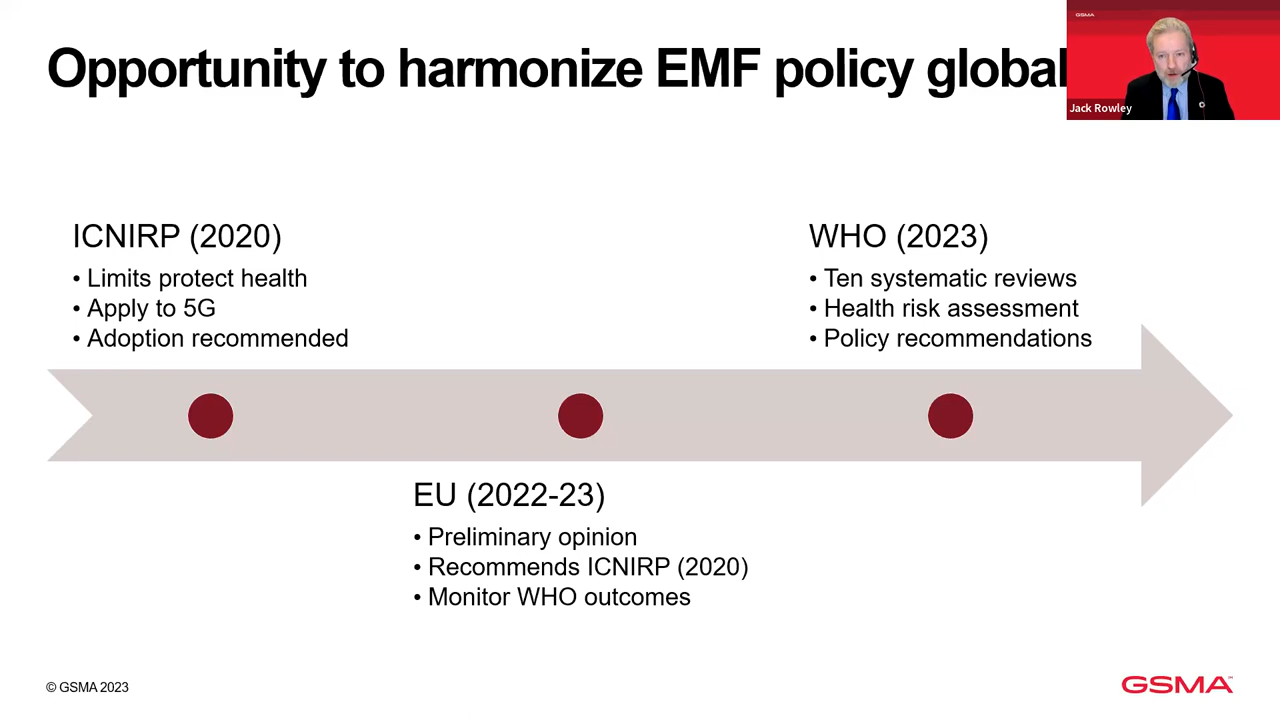 Opportunity to harmonize EMF policy global
GSMA
Jack Rowley
ICNIRP (2020)
• Limits protect health
• Apply to 5G
• Adoption recommended
WHO (2023)
• Ten systematic reviews
• Health risk assessment
• Policy recommendations
EU (2022-23)
• Preliminary opinion
• Recommends ICNIRP (2020)
• Monitor WHO outcomes
© GSMA 2023
GSMA™